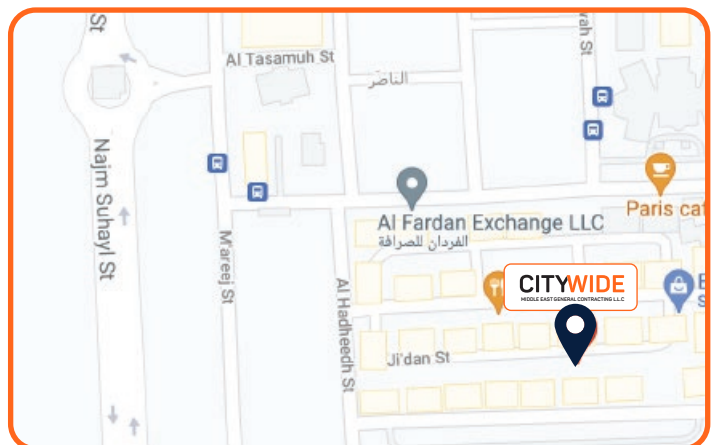 St
Al Tasamuh St
الناصر
Najm Suhayl St
M'areej St
Al Fardan Exchange LLC
الفردان للصرافة
Paris caf
CITYWIDE
MIDDLE EAST GENERAL CONTRACTING L.L.C
Al Hadheedh St
Ji'dan St